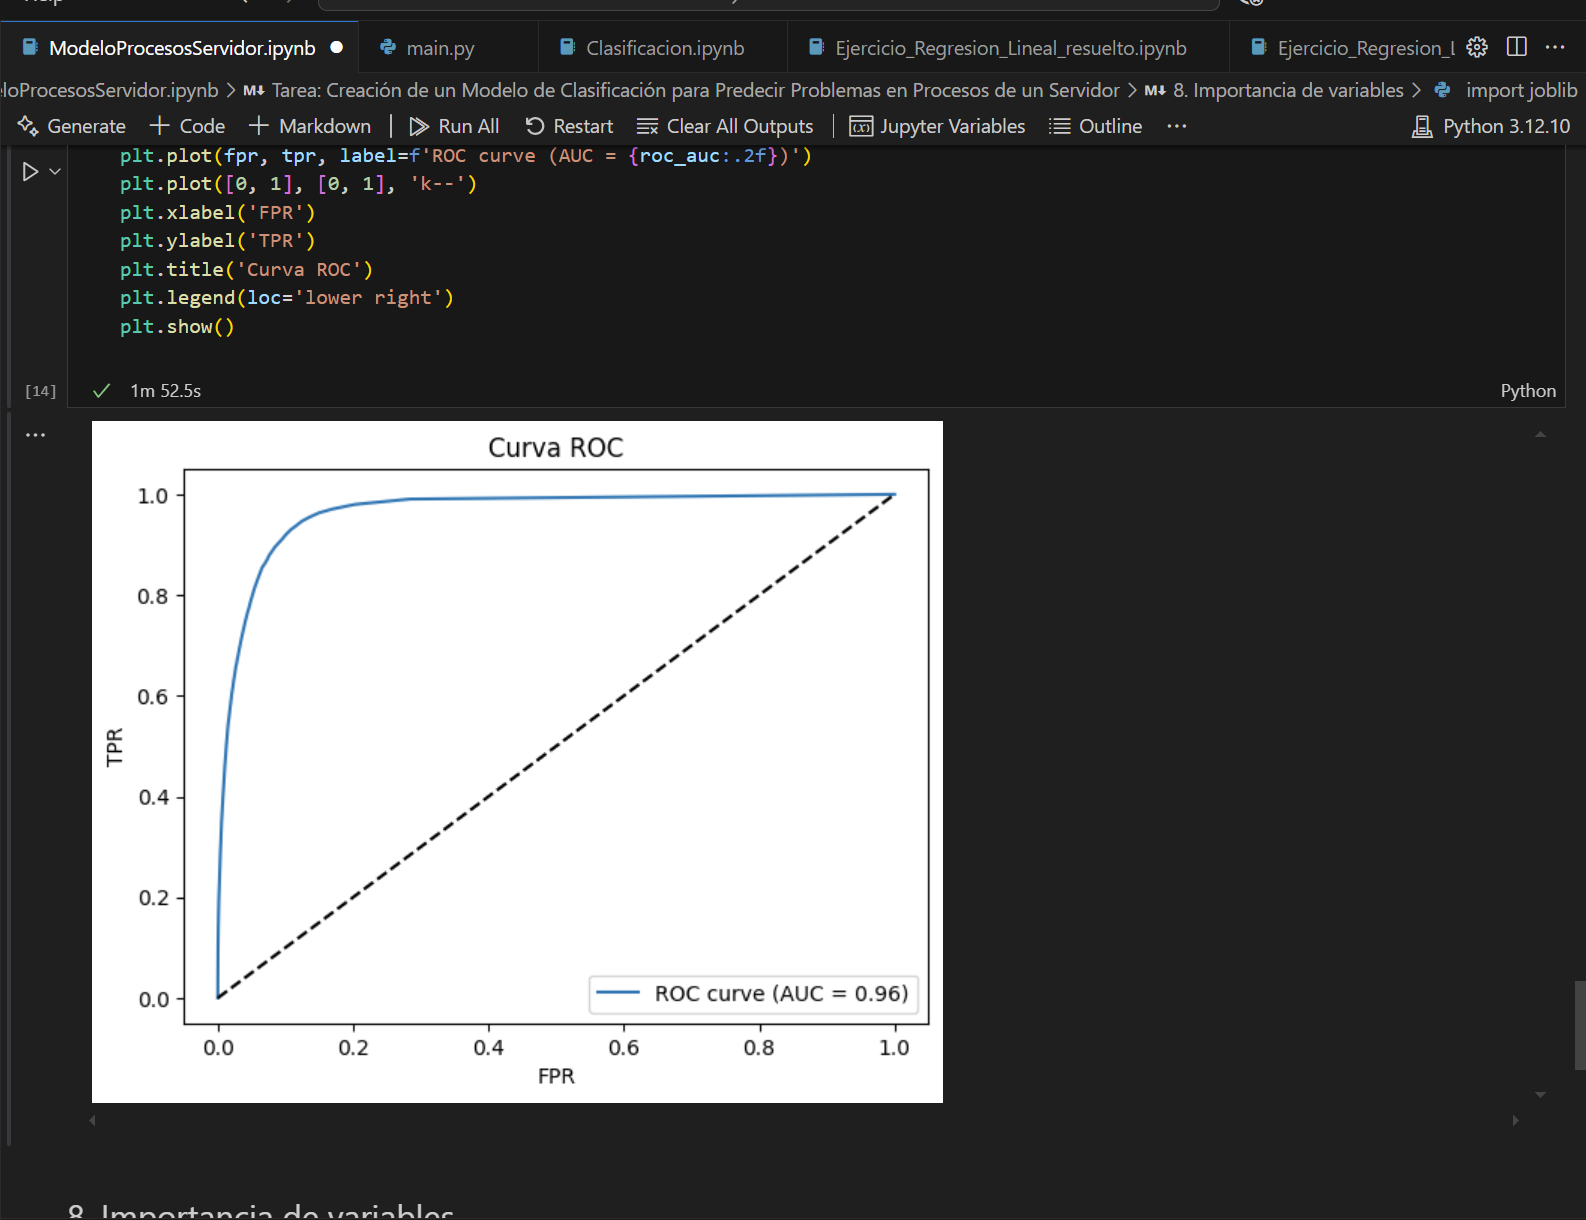 ModeloProcesosServidor.ipynb main.py Clasificacion.ipynb Ejercicio_Regresion_Lineal_resuelto.ipynb Ejercicio_Regresion_L
loProcesosServidor.ipynb > M↓ Tarea: Creación de un Modelo de Clasificación para Predecir Problemas en Procesos de un Servidor > M↓ 8. Importancia de variables > import joblib
Generate + Code + Markdown | Run All Restart Clear All Outputs | Jupyter Variables Outline ··· Python 3.12.10
plt.plot(fpr, tpr, label=f'ROC curve (AUC = {roc_auc:.2f})')
plt.plot([0, 1], [0, 1], 'k--')
plt.xlabel('FPR')
plt.ylabel('TPR')
plt.title('Curva ROC')
plt.legend(loc='lower right')
plt.show()
[14] ✓ 1m 52.5s Python
Curva ROC
1.0
0.8
0.6
TPR
0.4
0.2
0.0
ROC curve (AUC = 0.96)
0.0 0.2 0.4 0.6 0.8 1.0
FPR
8. Importancia de variables